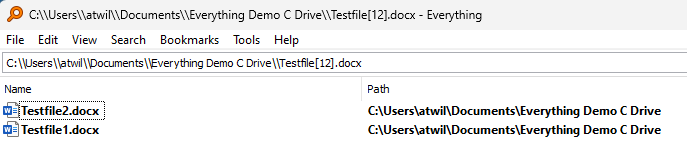 C:\\Users\\atwil\\Documents\\Everything Demo C Drive\\Testfile[12].docx - Everything
File Edit View Search Bookmarks Tools Help
C:\\Users\\atwil\\Documents\\Everything Demo C Drive\\Testfile[12].docx
Name Path
Testfile2.docx C:\Users\atwil\Documents\Everything Demo C Drive
Testfile1.docx C:\Users\atwil\Documents\Everything Demo C Drive